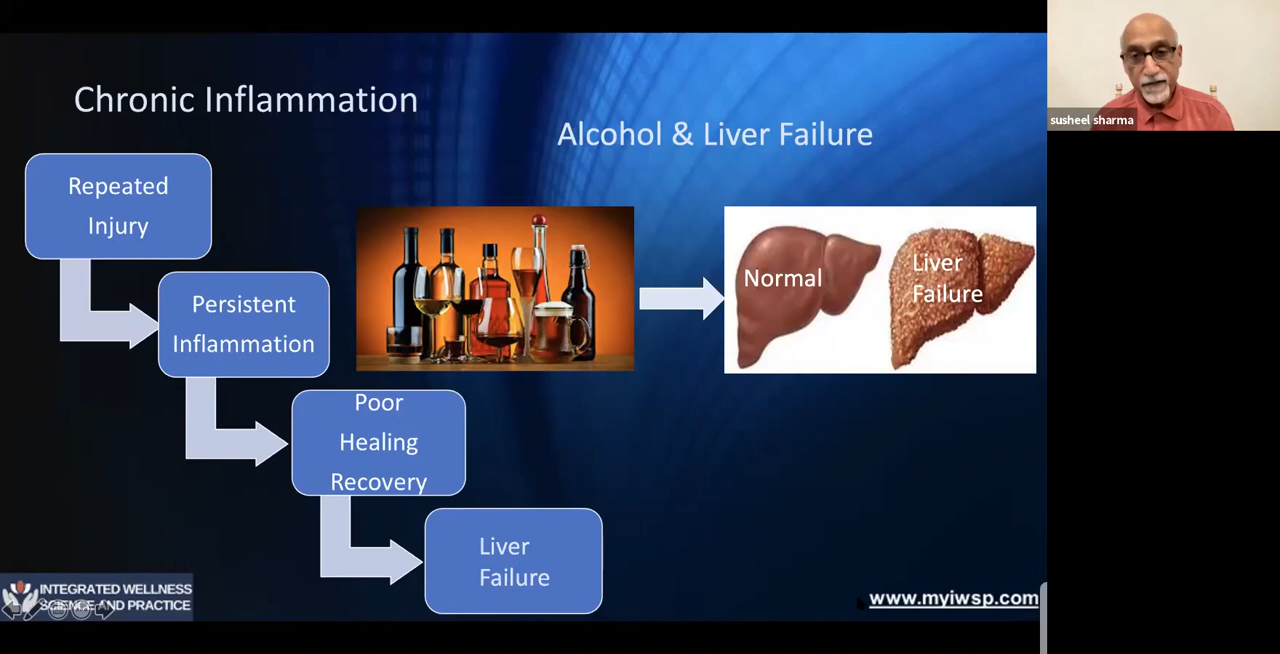 Chronic Inflammation
Alcohol & Liver Failure
Repeated
Injury
Persistent
Inflammation
Poor
Healing
Recovery
Liver
Failure
Normal
Liver
Failure
INTEGRATED WELLNESS
SCIENCE AND PRACTICE
www.myiwsp.com
susheel sharma